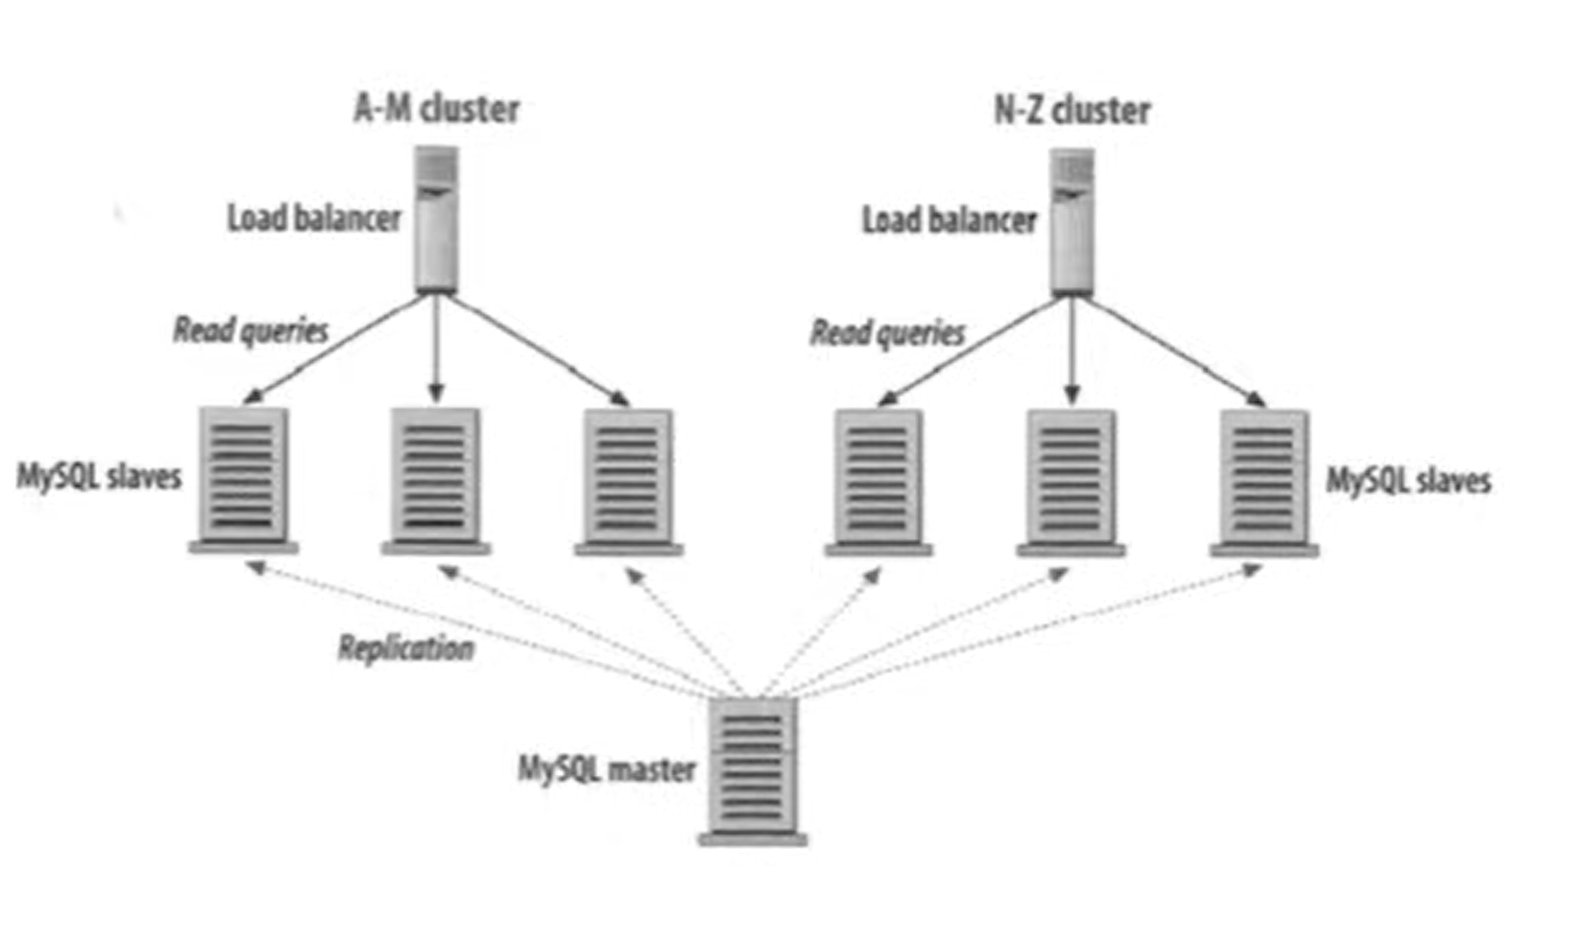 A-M cluster
N-Z cluster
Load balancer
Load balancer
Read queries
Read queries
MySQL slaves
MySQL slaves
Replication
MySQL master